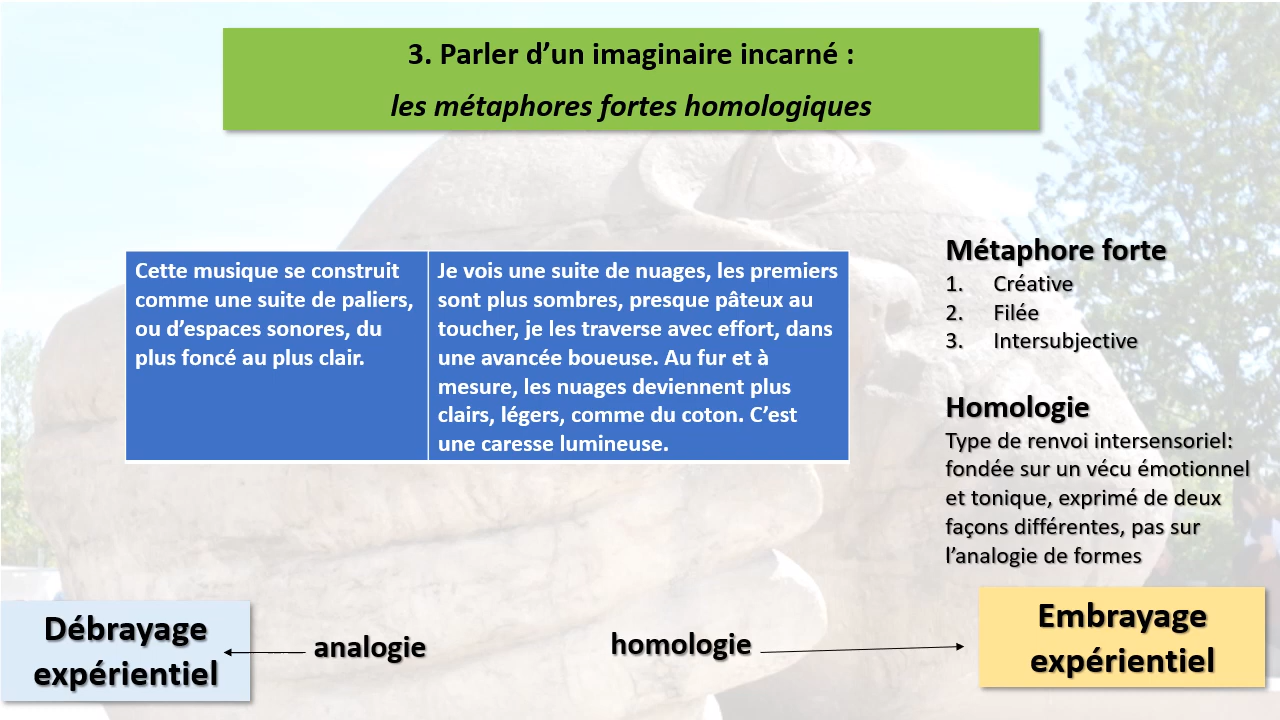 3. Parler d’un imaginaire incarné :
les métaphores fortes homologiques
Cette musique se construit
comme une suite de paliers,
ou d’espaces sonores, du
plus foncé au plus clair.
Je vois une suite de nuages, les premiers
sont plus sombres, presque pâteux au
toucher, je les traverse avec effort, dans
une avancée boueuse. Au fur et à
mesure, les nuages deviennent plus
clairs, légers, comme du coton. C’est
une caresse lumineuse.
Métaphore forte
1. Créative
2. Filée
3. Intersubjective
Homologie
Type de renvoi intersensoriel:
fondée sur un vécu émotionnel
et tonique, exprimé de deux
façons différentes, pas sur
l’analogie de formes
Débrayage
expérientiel
analogie
homologie
Embrayage
expérientiel